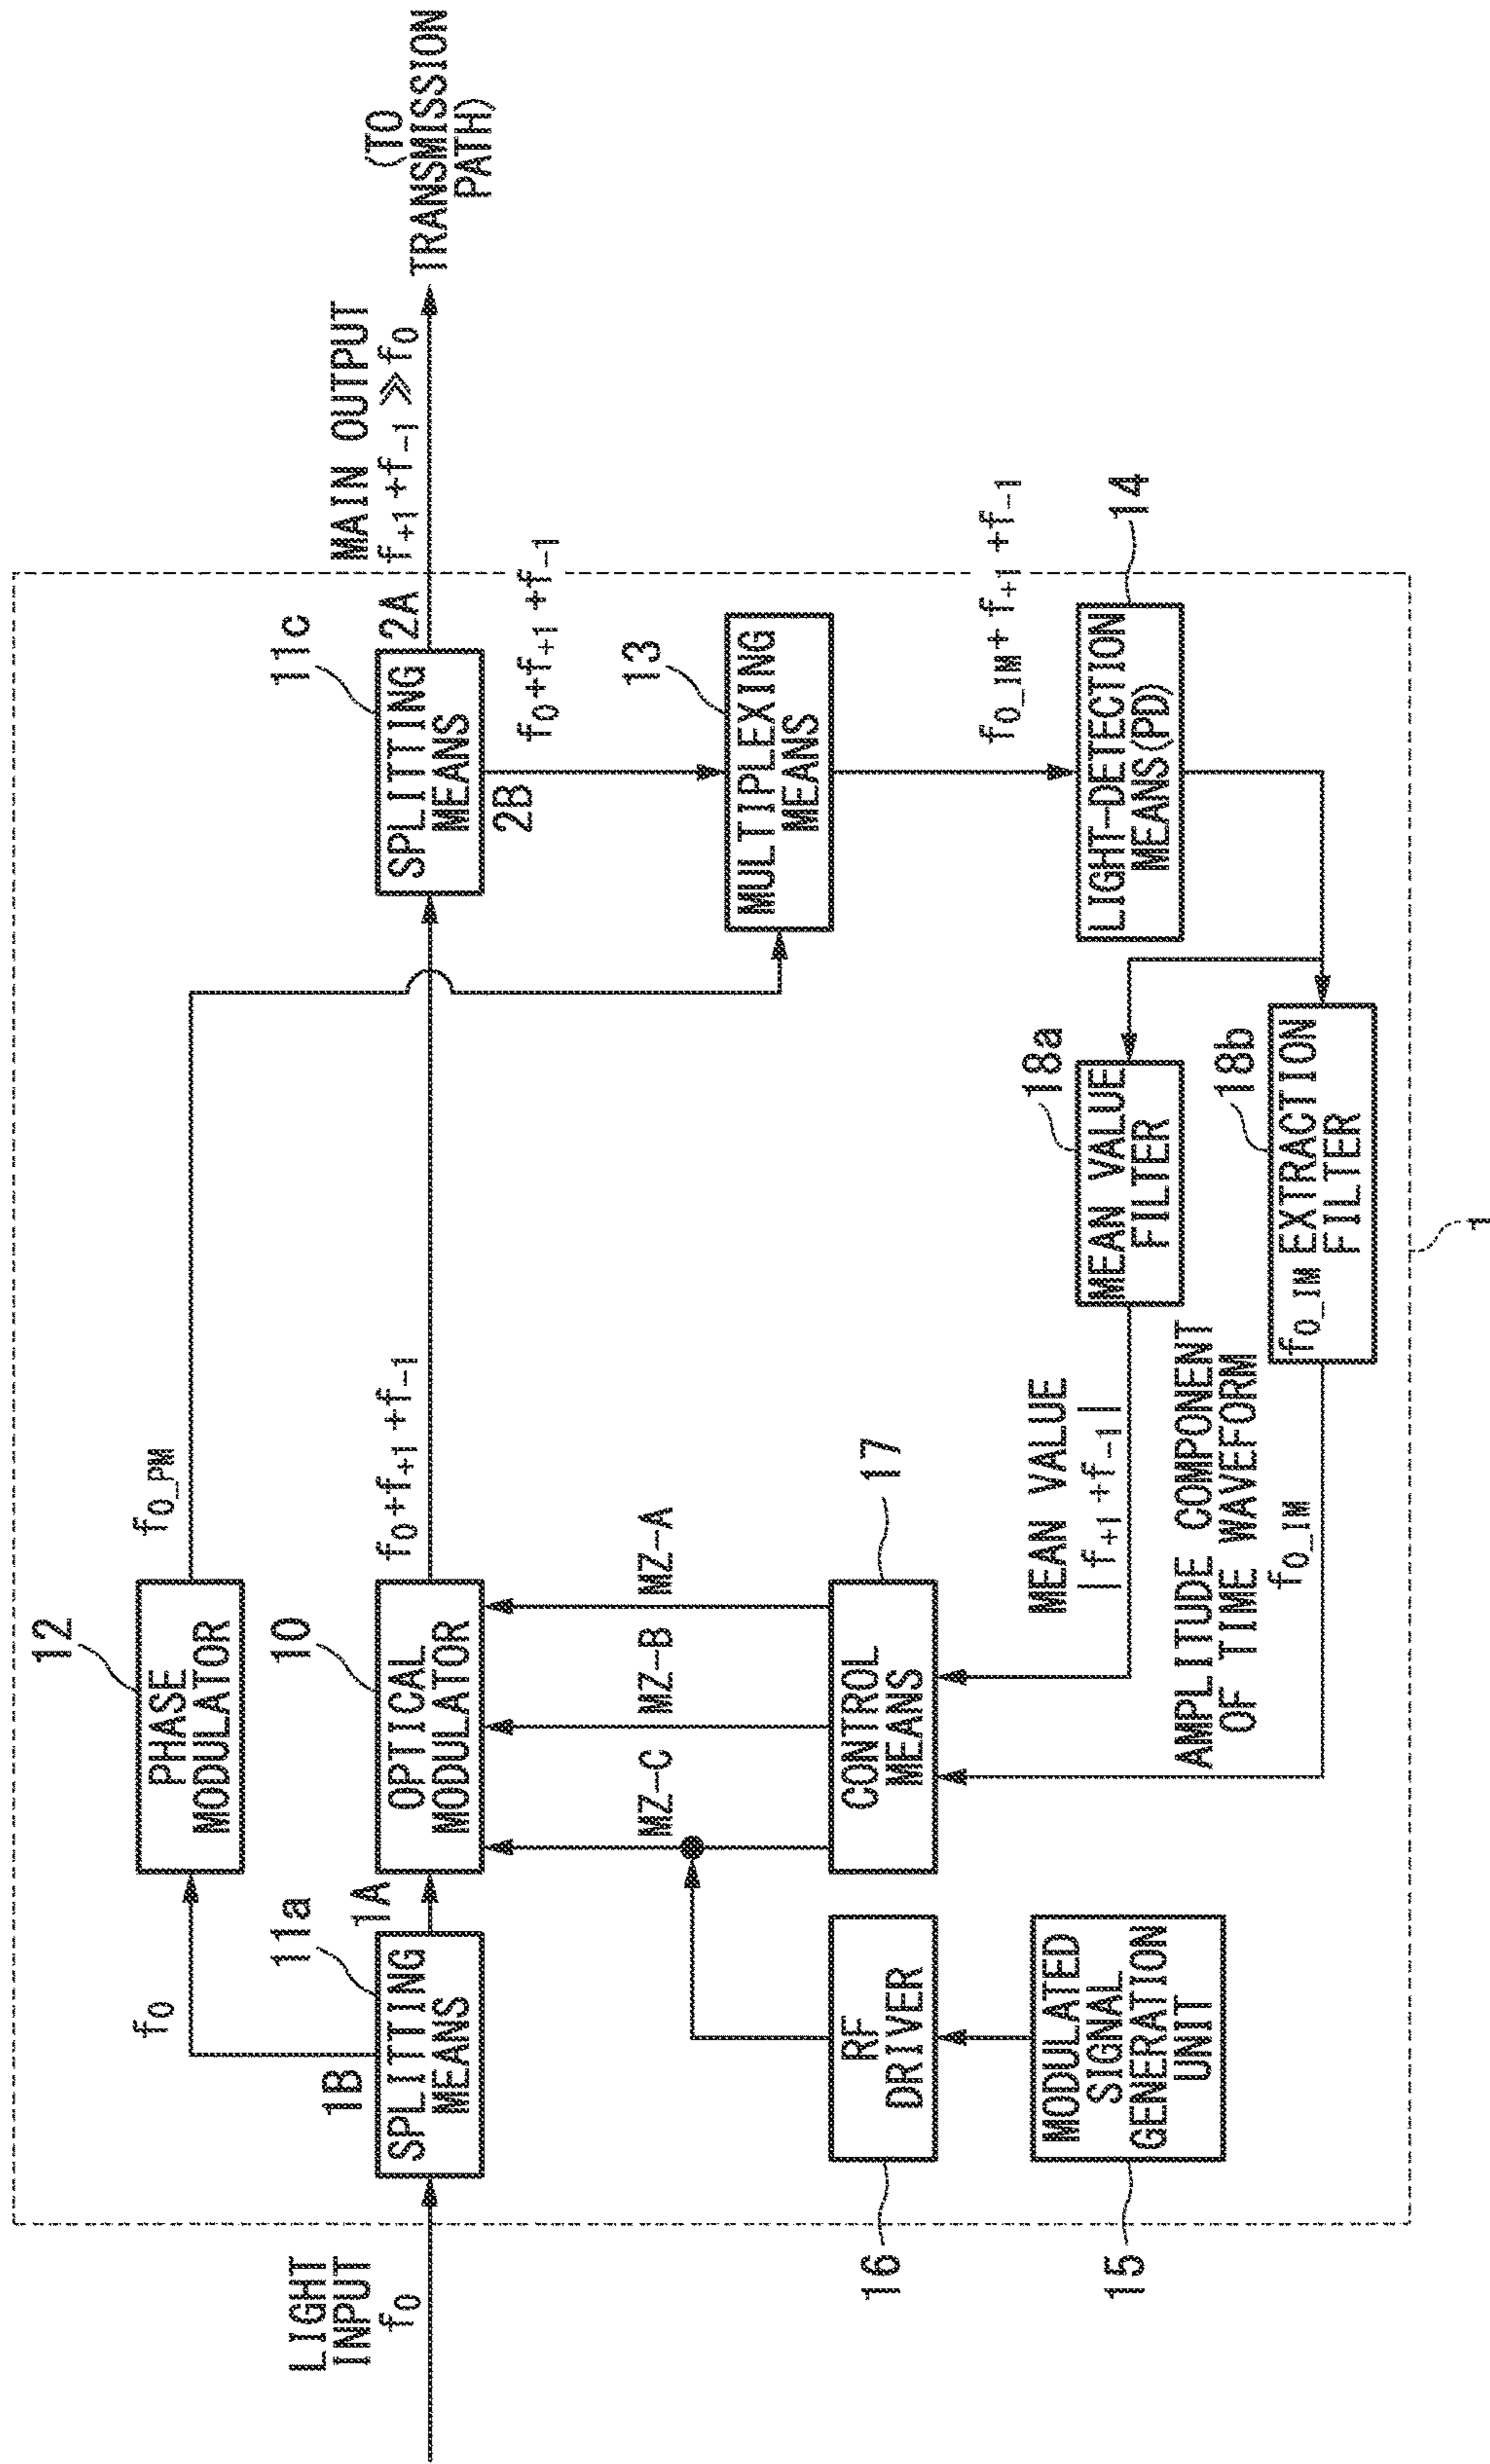 LIGHT
INPUT
f0
1B
SPLITTING
MEANS
11a
1A
f0
PHASE
MODULATOR
12
f0_PM
OPTICAL
MODULATOR
10
f0+f+1+f-1
SPLITTING
MEANS
11c
2A
2B
MAIN OUTPUT
f+1+f-1≫f0
(TO
TRANSMISSION
PATH)
f0+f+1+f-1
MULTIPLEXING
MEANS
13
f0_IM+f+1+f-1
LIGHT-DETECTION
MEANS(PD)
14
MZ-C
MZ-B
MZ-A
CONTROL
MEANS
17
RF
DRIVER
16
MODULATED
SIGNAL
GENERATION
UNIT
15
MEAN VALUE
|f+1+f-1|
MEAN VALUE
FILTER
18a
AMPLITUDE COMPONENT
OF TIME WAVEFORM
f0_IM
f0_IM EXTRACTION
FILTER
18b
1